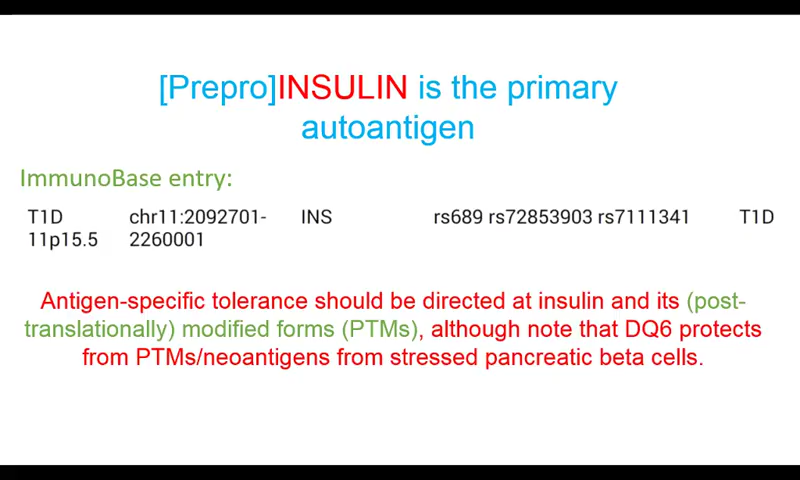 [Prepro]INSULIN is the primary
autoantigen
ImmunoBase entry:
T1D chr11:2092701- INS rs689 rs72853903 rs7111341 T1D
11p15.5 2260001
Antigen-specific tolerance should be directed at insulin and its (post-
translationally) modified forms (PTMs), although note that DQ6 protects
from PTMs/neoantigens from stressed pancreatic beta cells.